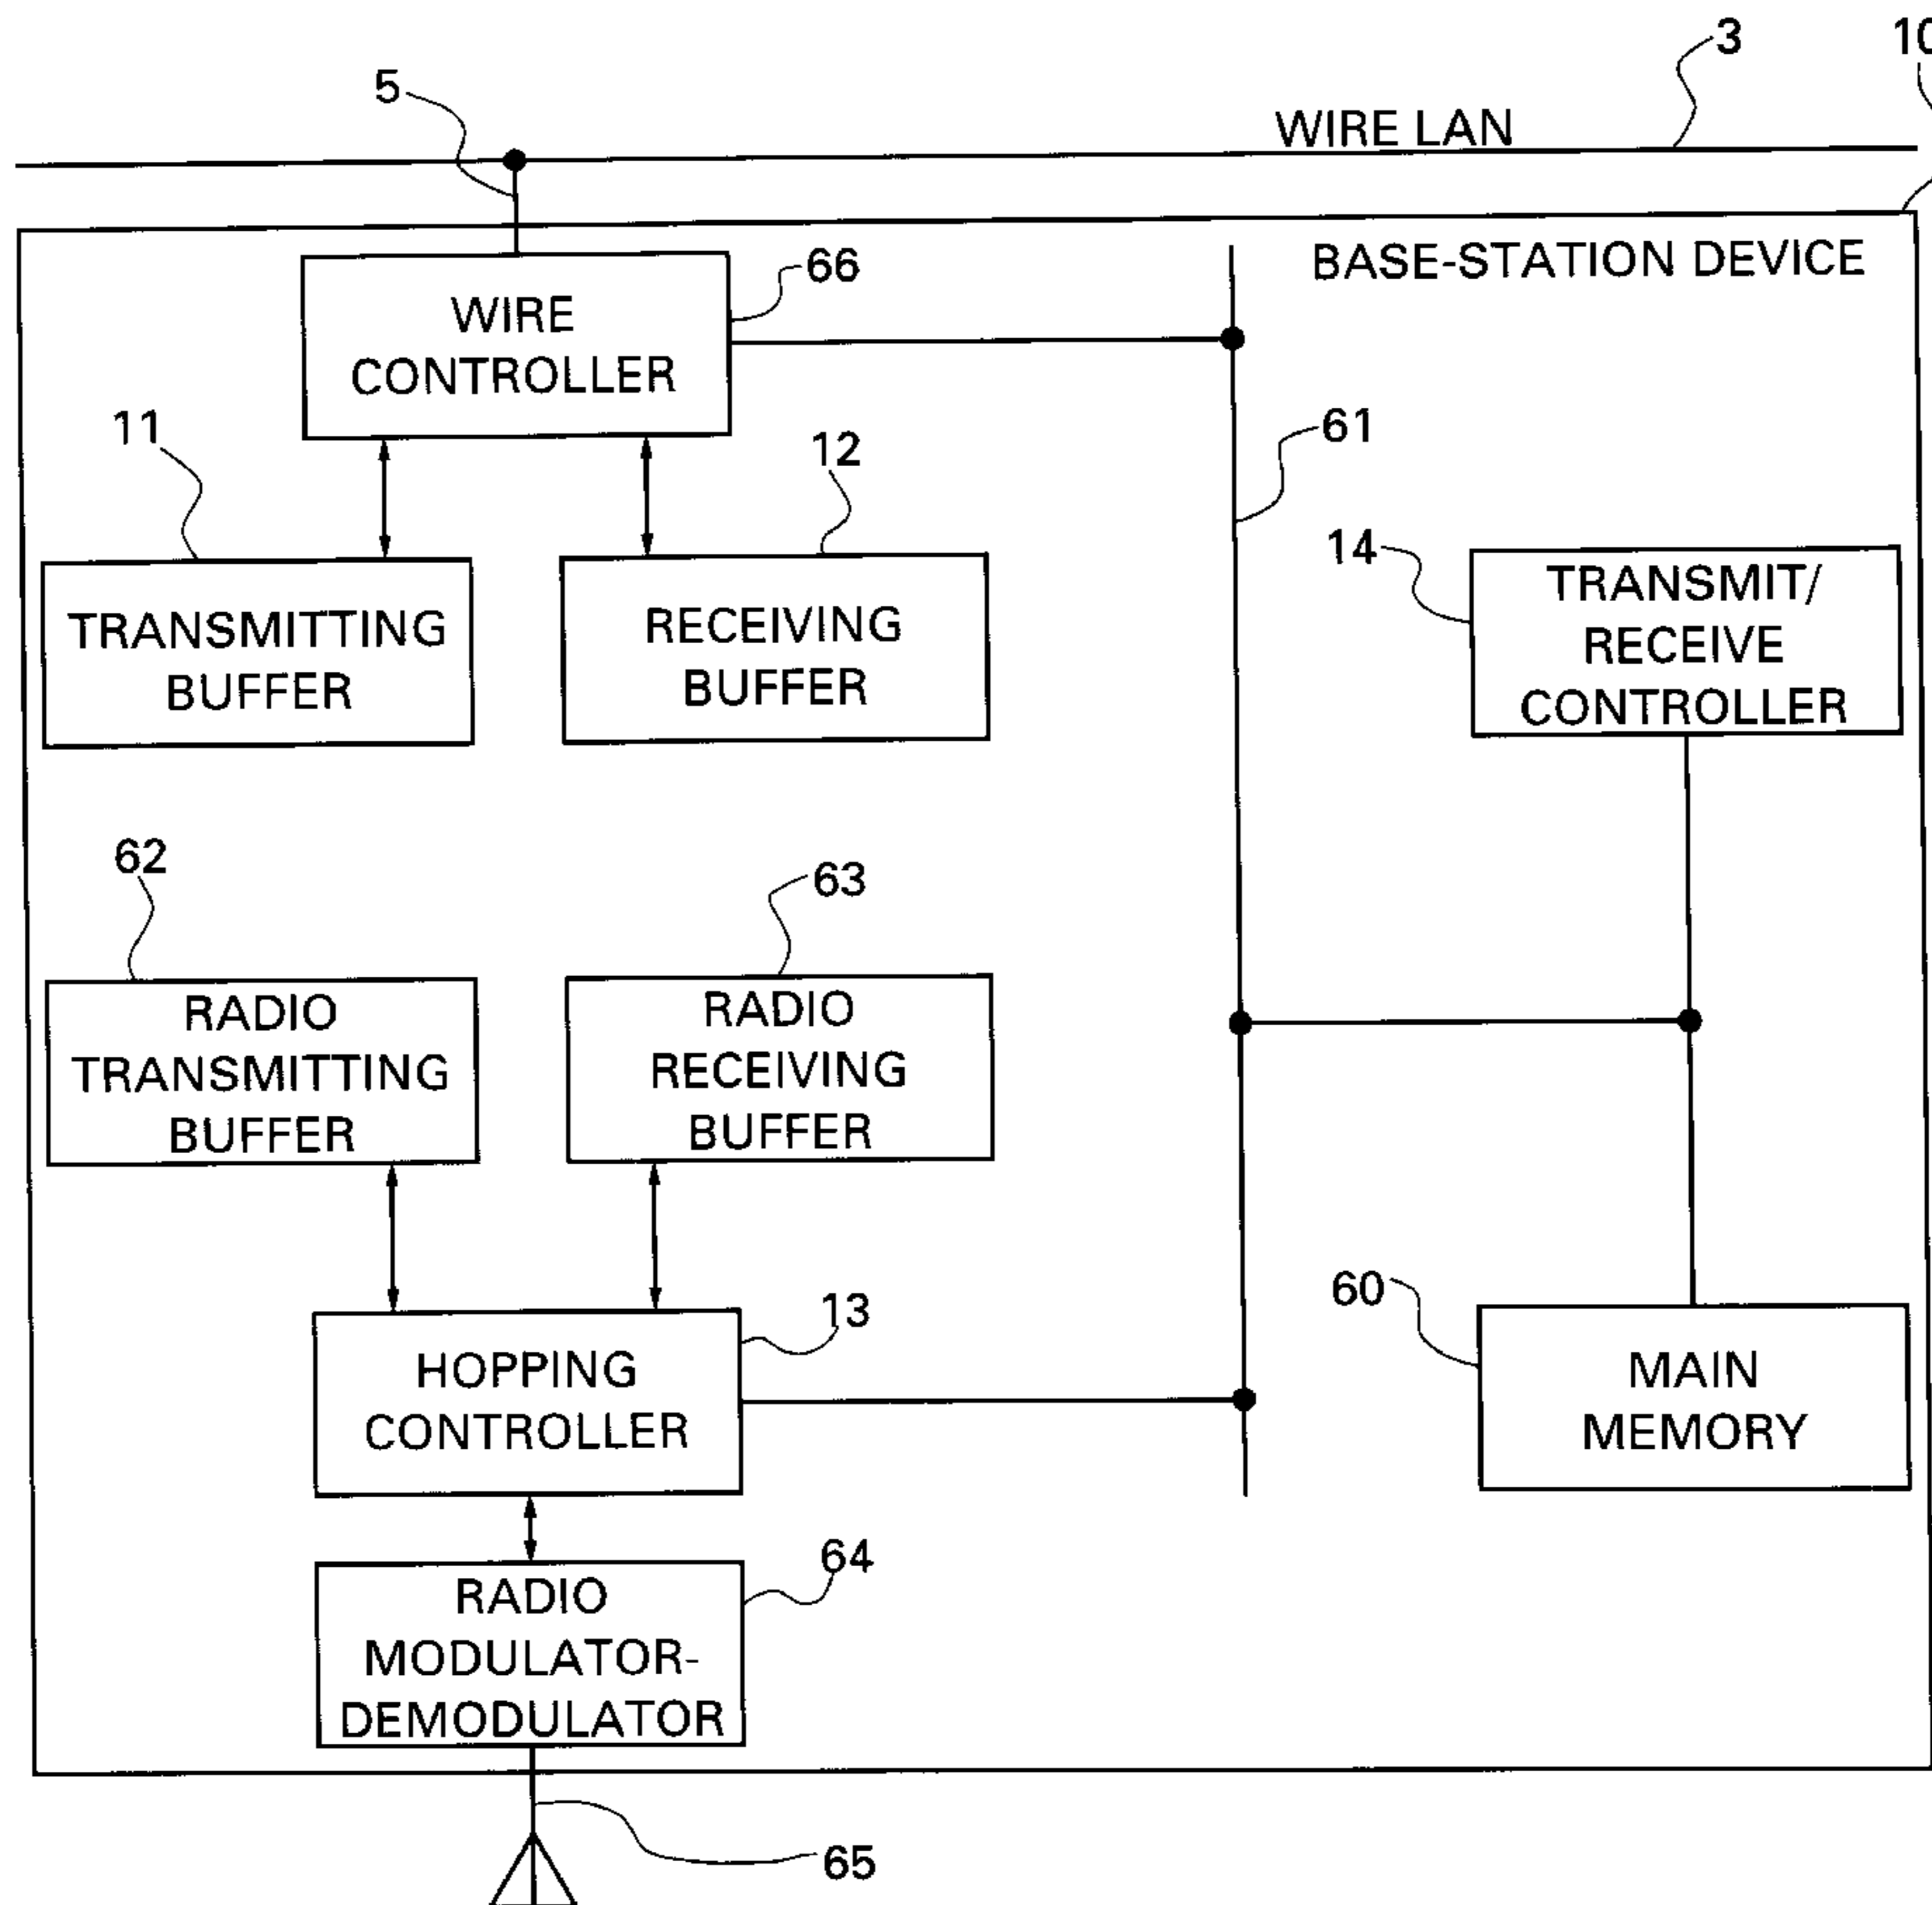 3
10
5
WIRE LAN
BASE-STATION DEVICE
66
WIRE
CONTROLLER
11
12
61
14
TRANSMITTING
BUFFER
RECEIVING
BUFFER
TRANSMIT/
RECEIVE
CONTROLLER
62
63
RADIO
TRANSMITTING
BUFFER
RADIO
RECEIVING
BUFFER
60
13
HOPPING
CONTROLLER
MAIN
MEMORY
64
RADIO
MODULATOR-
DEMODULATOR
65